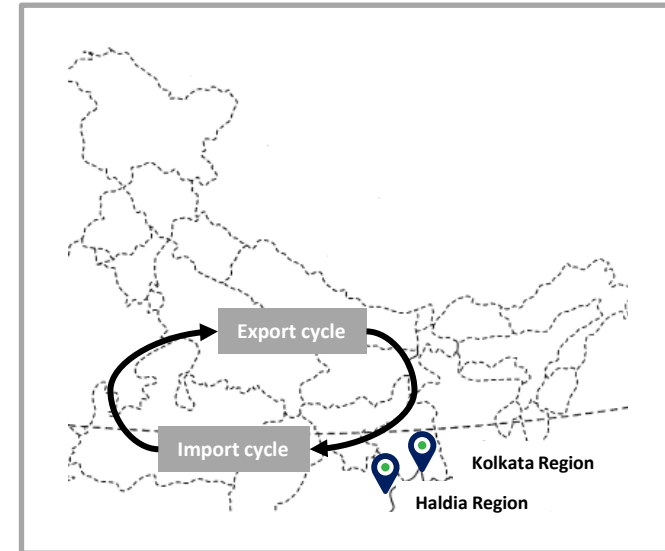 Export cycle
Import cycle
Kolkata Region
Haldia Region